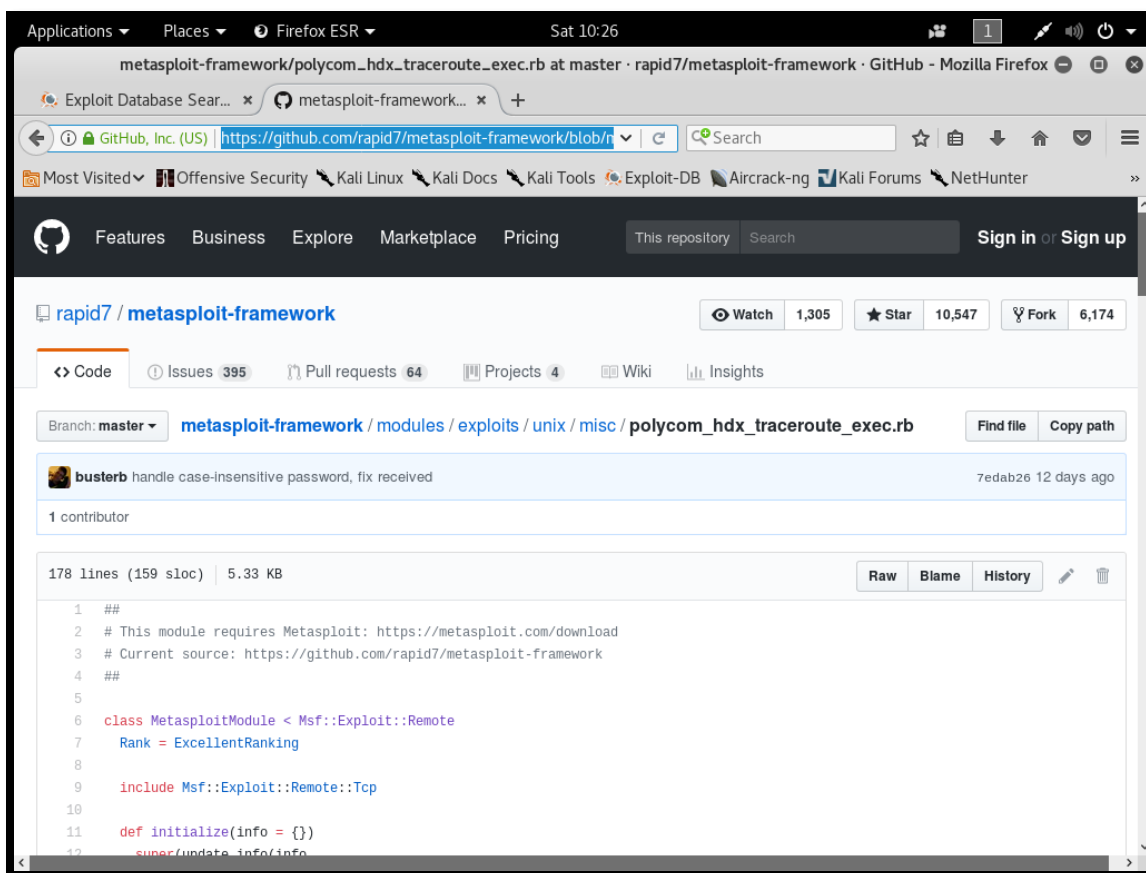 Applications Places Firefox ESR Sat 10:26 1
metasploit-framework/polycom_hdx_traceroute_exec.rb at master · rapid7/metasploit-framework · GitHub - Mozilla Firefox
Exploit Database Sear... metasploit-framework...
GitHub, Inc. (US) https://github.com/rapid7/metasploit-framework/blob/ Search
Most Visited Offensive Security Kali Linux Kali Docs Kali Tools Exploit-DB Aircrack-ng Kali Forums NetHunter »
Features Business Explore Marketplace Pricing This repository Search Sign in or Sign up
rapid7 / metasploit-framework Watch 1,305 Star 10,547 Fork 6,174
<> Code Issues 395 Pull requests 64 Projects 4 Wiki Insights
Branch: master metasploit-framework / modules / exploits / unix / misc / polycom_hdx_traceroute_exec.rb Find file Copy path
busterb handle case-insensitive password, fix received 7edab26 12 days ago
1 contributor
178 lines (159 sloc) 5.33 KB Raw Blame History
1 ##
2 # This module requires Metasploit: https://metasploit.com/download
3 # Current source: https://github.com/rapid7/metasploit-framework
4 ##
5
6 class MetasploitModule < Msf::Exploit::Remote
7 Rank = ExcellentRanking
8
9 include Msf::Exploit::Remote::Tcp
10
11 def initialize(info = {})
12 super(update_info(info,